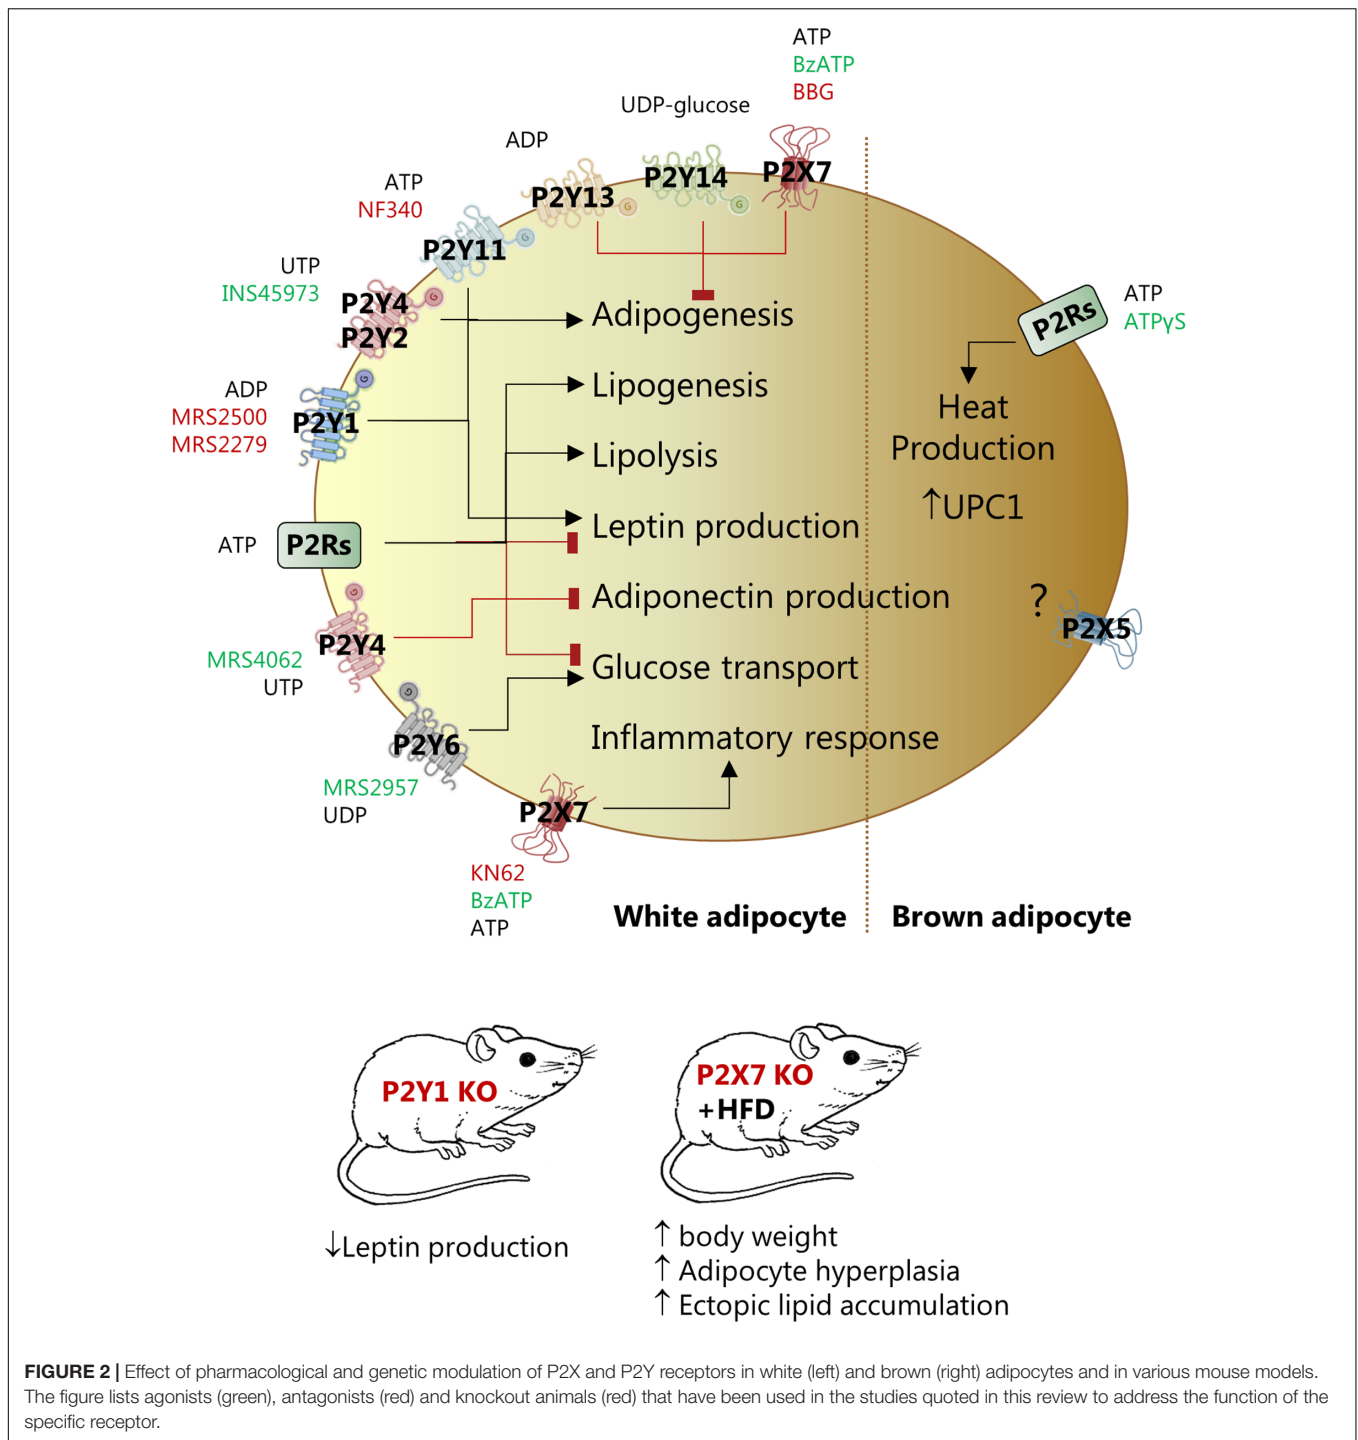 ATP
BzATP
BBG
UDP-glucose
ADP
P2X7
P2Y14
P2Y13
G
G
ATP
NF340
P2Y11
G
UTP
INS45973
P2Y4
P2Y2
G
ADP
MRS2500
MRS2279
P2Y1
G
ATP
P2Rs
P2Y4
G
MRS4062
UTP
P2Y6
G
MRS2957
UDP
P2X7
KN62
BzATP
ATP
Adipogenesis
Lipogenesis
Lipolysis
Leptin production
Adiponectin production
Glucose transport
Inflammatory response
P2Rs
ATP
ATPγS
Heat
Production
↑UPC1
?
P2X5
White adipocyte
Brown adipocyte
P2Y1 KO
↓Leptin production
P2X7 KO
+HFD
↑ body weight
↑ Adipocyte hyperplasia
↑ Ectopic lipid accumulation
FIGURE 2 | Effect of pharmacological and genetic modulation of P2X and P2Y receptors in white (left) and brown (right) adipocytes and in various mouse models.
The figure lists agonists (green), antagonists (red) and knockout animals (red) that have been used in the studies quoted in this review to address the function of the
specific receptor.